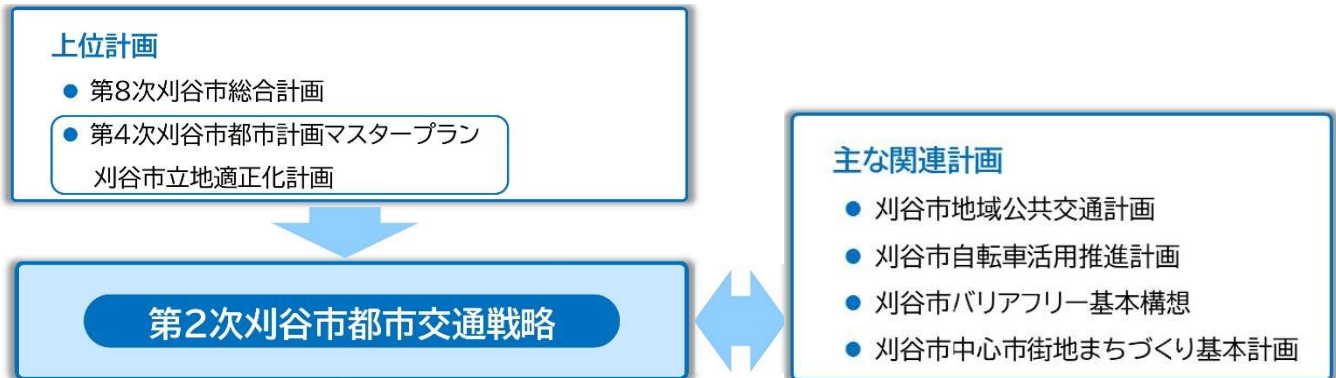 上位計画
● 第8次刈谷市総合計画
● 第4次刈谷市都市計画マスタープラン
刈谷市立地適正化計画
第2次刈谷市都市交通戦略
主な関連計画
● 刈谷市地域公共交通計画
● 刈谷市自転車活用推進計画
● 刈谷市バリアフリー基本構想
● 刈谷市中心市街地まちづくり基本計画